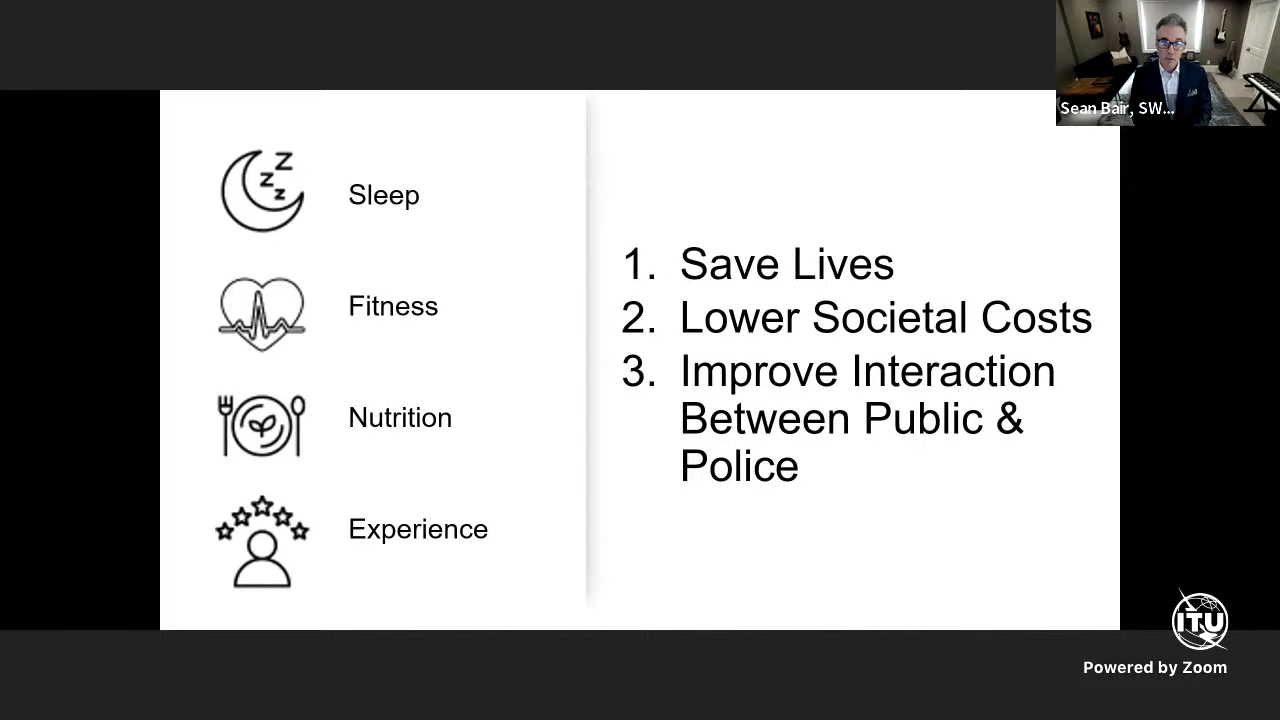 Sean Bair, SW...
Sleep
Fitness
Nutrition
Experience
1. Save Lives
2. Lower Societal Costs
3. Improve Interaction
Between Public &
Police
ITU
Powered by Zoom